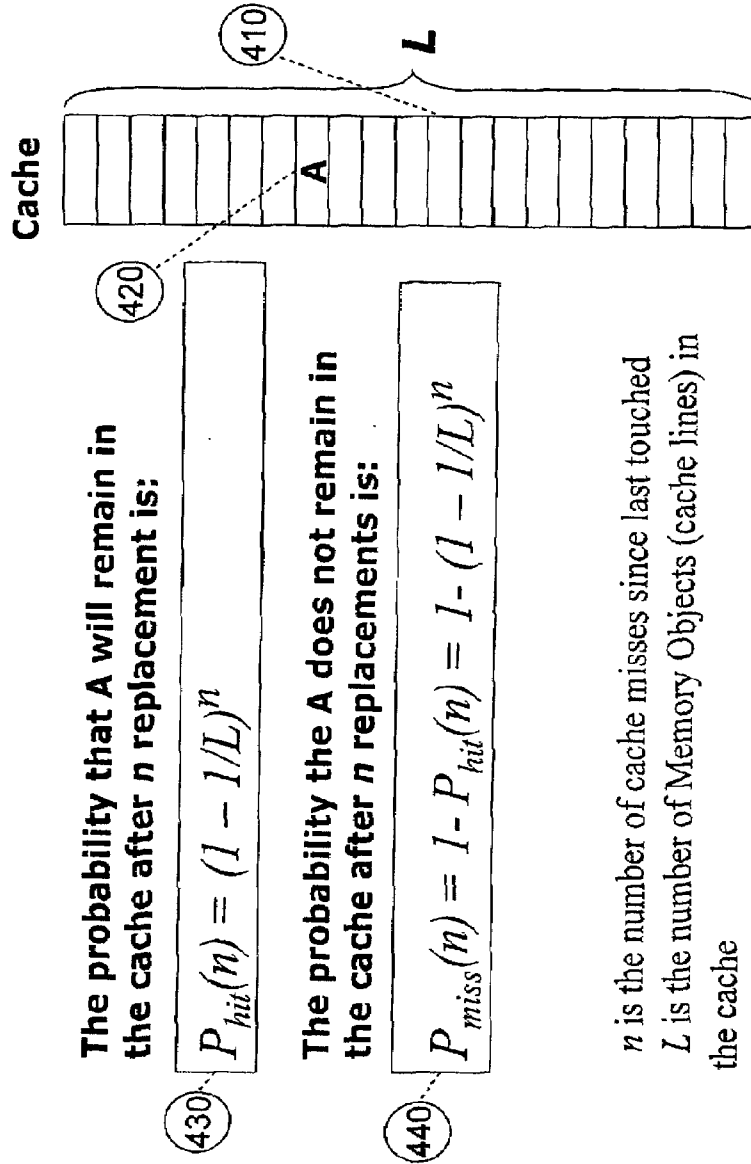 Cache
420
410
The probability that A will remain in
the cache after n replacement is:
A
L
430
P_hit(n) = (1 – 1/L)^n
The probability the A does not remain in
the cache after n replacements is:
440
P_miss(n) = 1- P_hit(n) = 1- (1 – 1/L)^n
n is the number of cache misses since last touched
L is the number of Memory Objects (cache lines) in
the cache